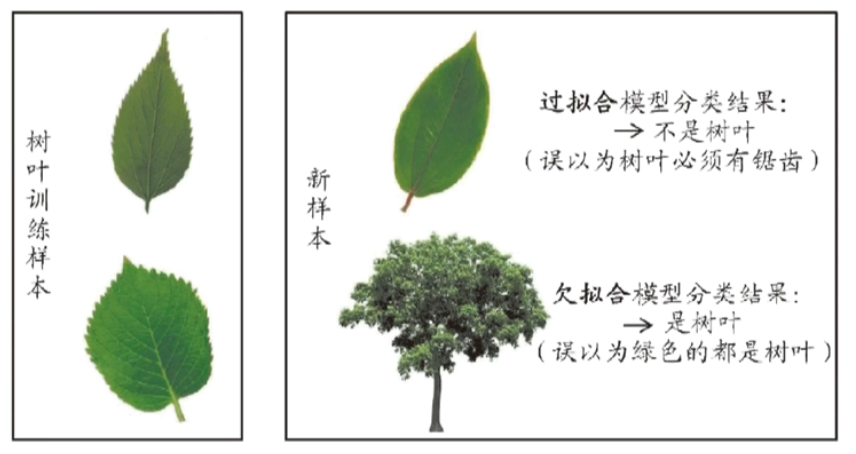 树叶训练样本
新样本
过拟合模型分类结果:
→ 不是树叶
(误以为树叶必须有锯齿)
欠拟合模型分类结果:
→ 是树叶
(误以为绿色的都是树叶)